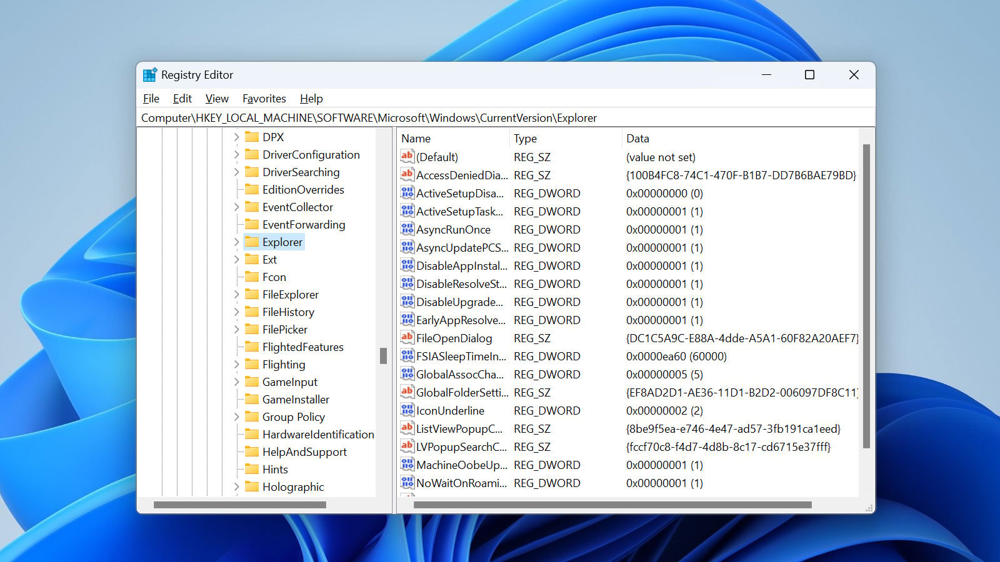 Registry Editor
File Edit View Favorites Help
Computer\HKEY_LOCAL_MACHINE\SOFTWARE\Microsoft\Windows\CurrentVersion\Explorer
DPX
DriverConfiguration
DriverSearching
EditionOverrides
EventCollector
EventForwarding
Explorer
Ext
Fcon
FileExplorer
FileHistory
FilePicker
FlightedFeatures
Flighting
GameInput
GameInstaller
Group Policy
HardwareIdentification
HelpAndSupport
Hints
Holographic
Name Type Data
(Default) REG_SZ (value not set)
AccessDeniedDia... REG_SZ {100B4FC8-74C1-470F-B1B7-DD7B6BAE79BD}
ActiveSetupDisa... REG_DWORD 0x00000000 (0)
ActiveSetupTask... REG_DWORD 0x00000001 (1)
AsyncRunOnce REG_DWORD 0x00000001 (1)
AsyncUpdatePCS... REG_DWORD 0x00000001 (1)
DisableAppInstal... REG_DWORD 0x00000001 (1)
DisableResolveSt... REG_DWORD 0x00000001 (1)
DisableUpgrade... REG_DWORD 0x00000001 (1)
EarlyAppResolve... REG_DWORD 0x00000001 (1)
FileOpenDialog REG_SZ {DC1C5A9C-E88A-4dde-A5A1-60F82A20AEF7}
FSIASleepTimeIn... REG_DWORD 0x0000ea60 (60000)
GlobalAssocCha... REG_DWORD 0x00000005 (5)
GlobalFolderSetti... REG_SZ {EF8AD2D1-AE36-11D1-B2D2-006097DF8C11}
IconUnderline REG_DWORD 0x00000002 (2)
ListViewPopupC... REG_SZ {8be9f5ea-e746-4e47-ad57-3fb191ca1eed}
LVPopupSearchC... REG_SZ {fccf70c8-f4d7-4d8b-8c17-cd6715e37fff}
MachineOobeUp... REG_DWORD 0x00000001 (1)
NoWaitOnRoami... REG_DWORD 0x00000001 (1)